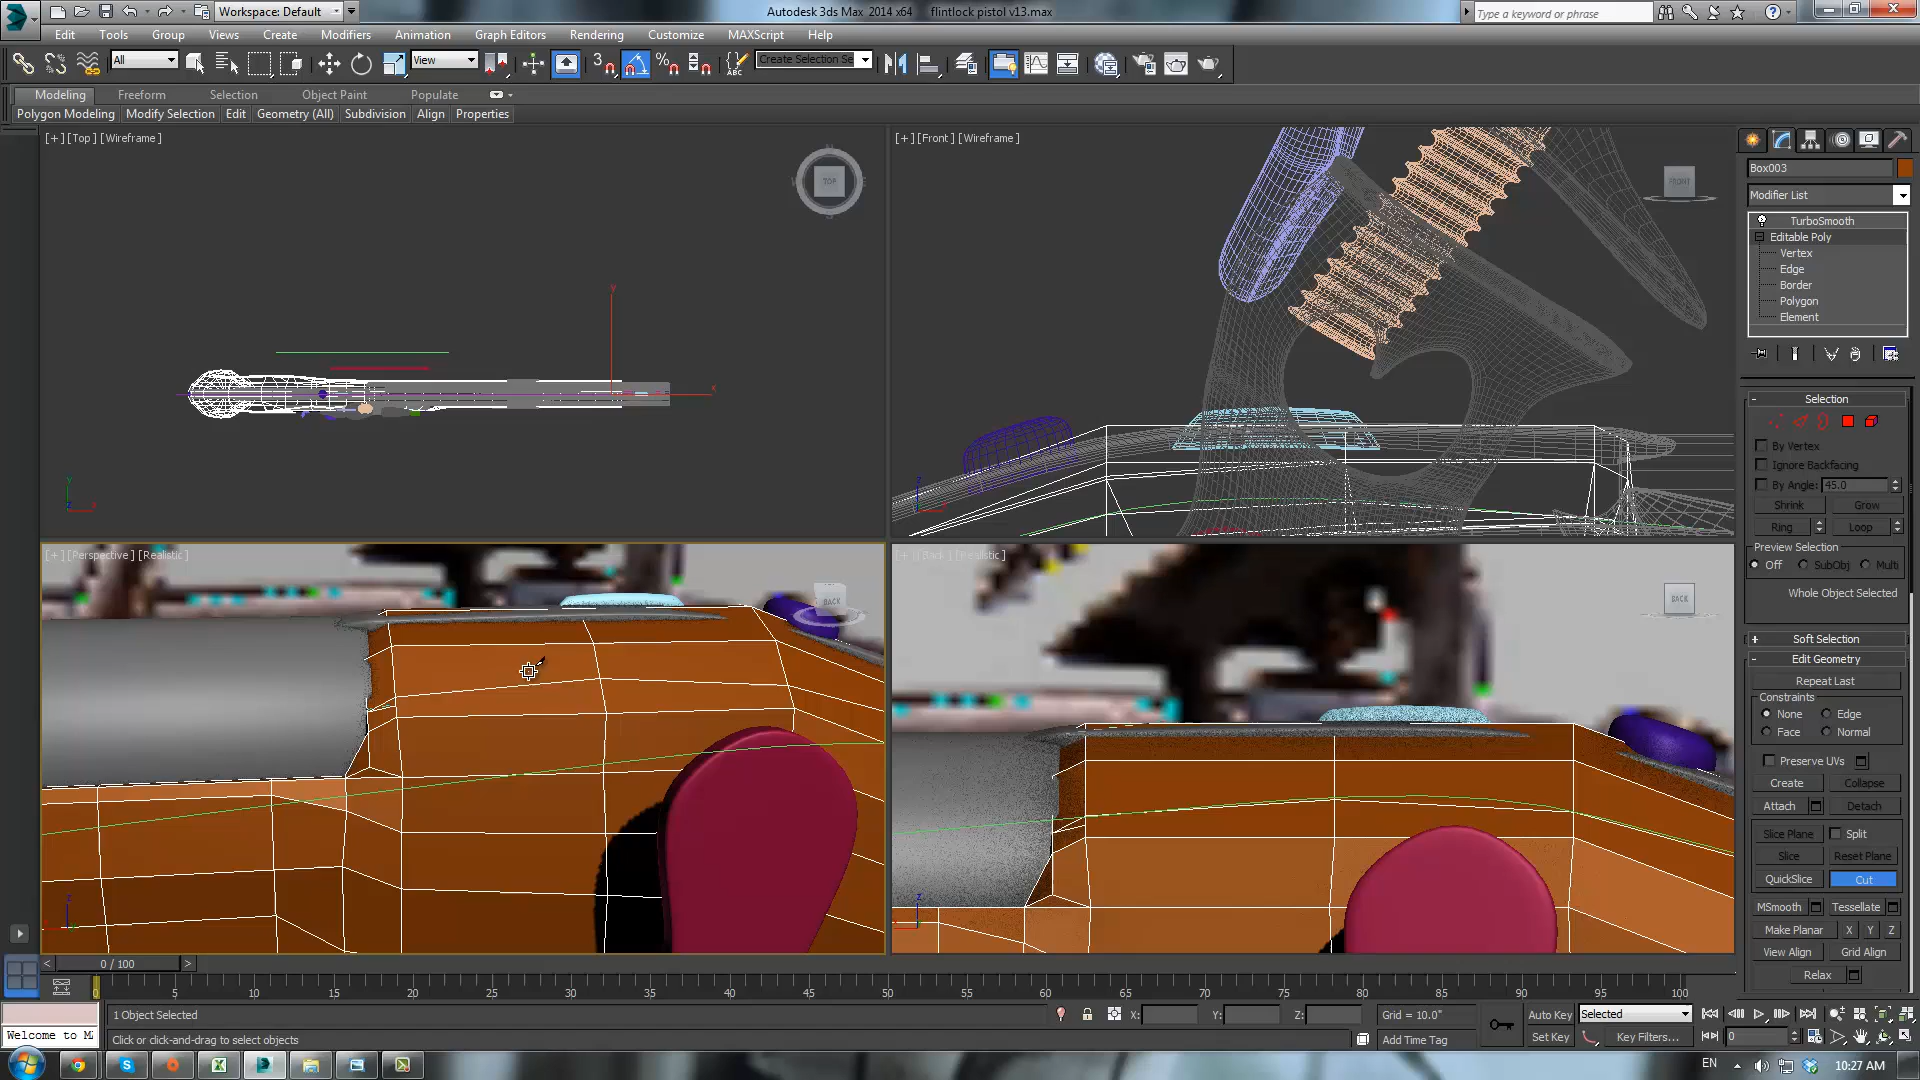 Workspace: Default
Autodesk 3ds Max 2014 x64    flintlock pistol v13.max
Type a keyword or phrase
Edit Tools Group Views Create Modifiers Animation Graph Editors Rendering Customize MAXScript Help
All
View
3
Create Selection Se
Modeling Freeform Selection Object Paint Populate
Polygon Modeling Modify Selection Edit Geometry (All) Subdivision Align Properties
[+] [Top] [Wireframe]
TOP
y
x
[+] [Front] [Wireframe]
FRONT
[+] [Perspective] [Realistic]
BACK
[+] [Back] [Realistic]
BACK
Box003
Modifier List
TurboSmooth
Editable Poly
Vertex
Edge
Border
Polygon
Element
Selection
By Vertex
Ignore Backfacing
By Angle: 45.0
Shrink Grow
Ring Loop
Preview Selection
Off SubObj Multi
Whole Object Selected
Soft Selection
Edit Geometry
Repeat Last
Constraints
None Edge
Face Normal
Preserve UVs
Create Collapse
Attach Detach
Slice Plane Split
Slice Reset Plane
QuickSlice Cut
MSmooth Tessellate
Make Planar X Y Z
View Align Grid Align
Relax
< 0 / 100 >
0 5 10 15 20 25 30 35 40 45 50 55 60 65 70 75 80 85 90 95 100
1 Object Selected
X: Y: Z: Grid = 10.0"
Auto Key Selected
Welcome to M
Click or click-and-drag to select objects
Add Time Tag
Set Key Key Filters... 0
EN 10:27 AM